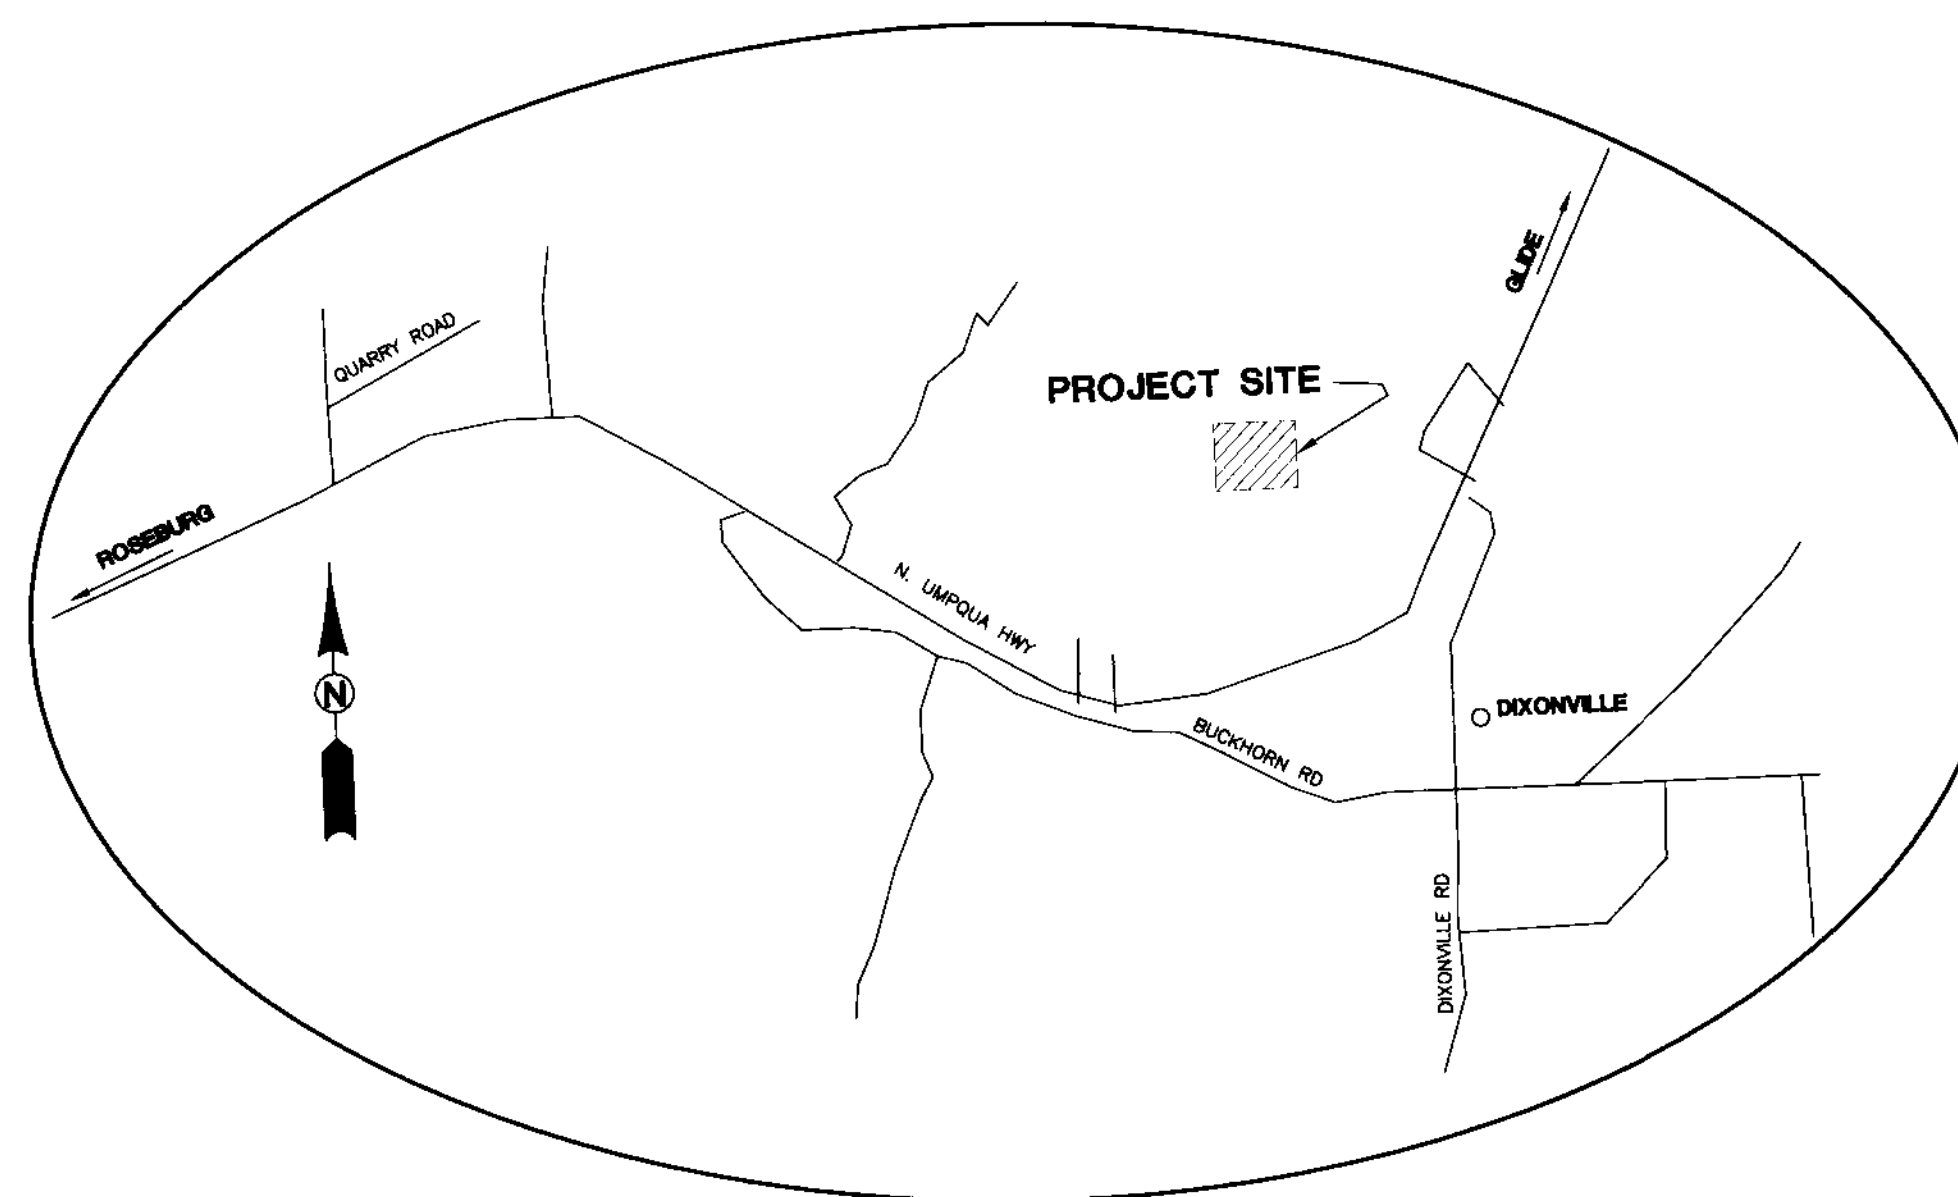 GLIDE
QUARRY ROAD
PROJECT SITE
ROSEBURG
N. UMPQUA HWY
N
DIXONVILLE
BUCKHORN RD
DIXONVILLE RD